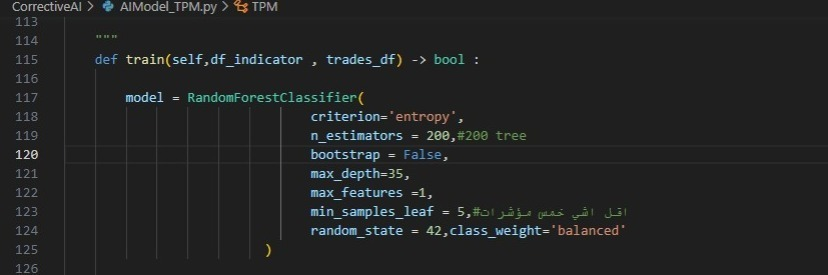 CorrectiveAI > AIModel_TPM.py > TPM
113
114 """
115 def train(self,df_indicator , trades_df) -> bool :
116
117 model = RandomForestClassifier(
118 criterion='entropy',
119 n_estimators = 200,#200 tree
120 bootstrap = False,
121 max_depth=35,
122 max_features =1,
123 min_samples_leaf = 5,#اقل اشي خمس مؤشرات
124 random_state = 42,class_weight='balanced'
125 )
126